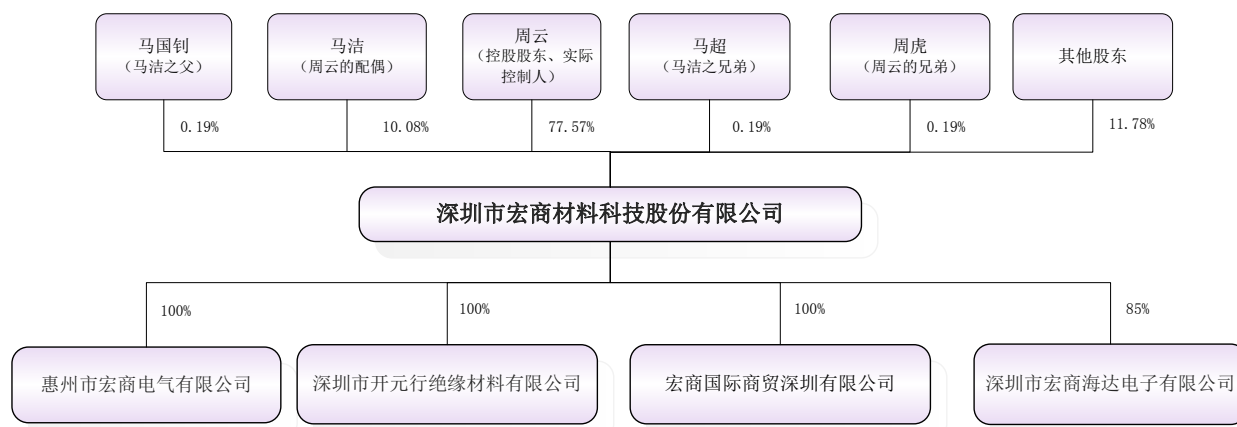 马国钊
(马洁之父)
马洁
(周云的配偶)
周云
(控股股东、实际
控制人)
马超
(马洁之兄弟)
周虎
(周云的兄弟)
其他股东
0.19%
10.08%
77.57%
0.19%
0.19%
11.78%
深圳市宏商材料科技股份有限公司
100%
100%
100%
85%
惠州市宏商电气有限公司
深圳市开元行绝缘材料有限公司
宏商国际商贸深圳有限公司
深圳市宏商海达电子有限公司